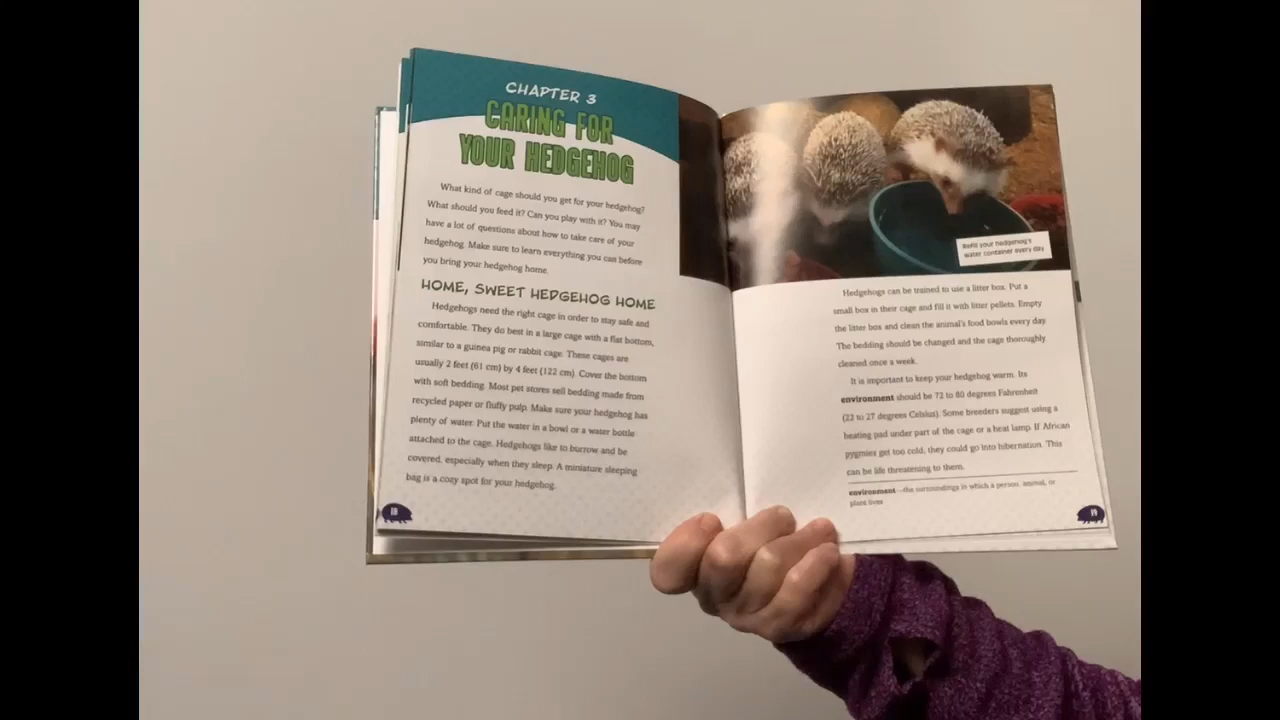 CHAPTER 3
CARING FOR
YOUR HEDGEHOG
What kind of cage should you get for your hedgehog?
What should you feed it? Can you play with it? You may
have a lot of questions about how to take care of your
hedgehog. Make sure to learn everything you can before
you bring your hedgehog home.
HOME, SWEET HEDGEHOG HOME
Hedgehogs need the right cage in order to stay safe and
comfortable. They do best in a large cage with a flat bottom,
similar to a guinea pig or rabbit cage. These cages are
usually 2 feet (61 cm) by 4 feet (122 cm). Cover the bottom
with soft bedding. Most pet stores sell bedding made from
recycled paper or fluffy pulp. Make sure your hedgehog has
plenty of water. Put the water in a bowl or a water bottle
attached to the cage. Hedgehogs like to burrow and be
covered, especially when they sleep. A miniature sleeping
bag is a cozy spot for your hedgehog.
18
Refill your hedgehog's
water container every day
Hedgehogs can be trained to use a litter box. Put a
small box in their cage and fill it with litter pellets. Empty
the litter box and clean the animal's food bowls every day
The bedding should be changed and the cage thoroughly
cleaned once a week.
It is important to keep your hedgehog warm. Its
environment should be 72 to 80 degrees Fahrenheit
(22 to 27 degrees Celsius). Some breeders suggest using a
heating pad under part of the cage or a heat lamp. If African
pygmies get too cold, they could go into hibernation. This
can be life threatening to them.
environment—the surroundings in which a person, animal, or
plant lives
19